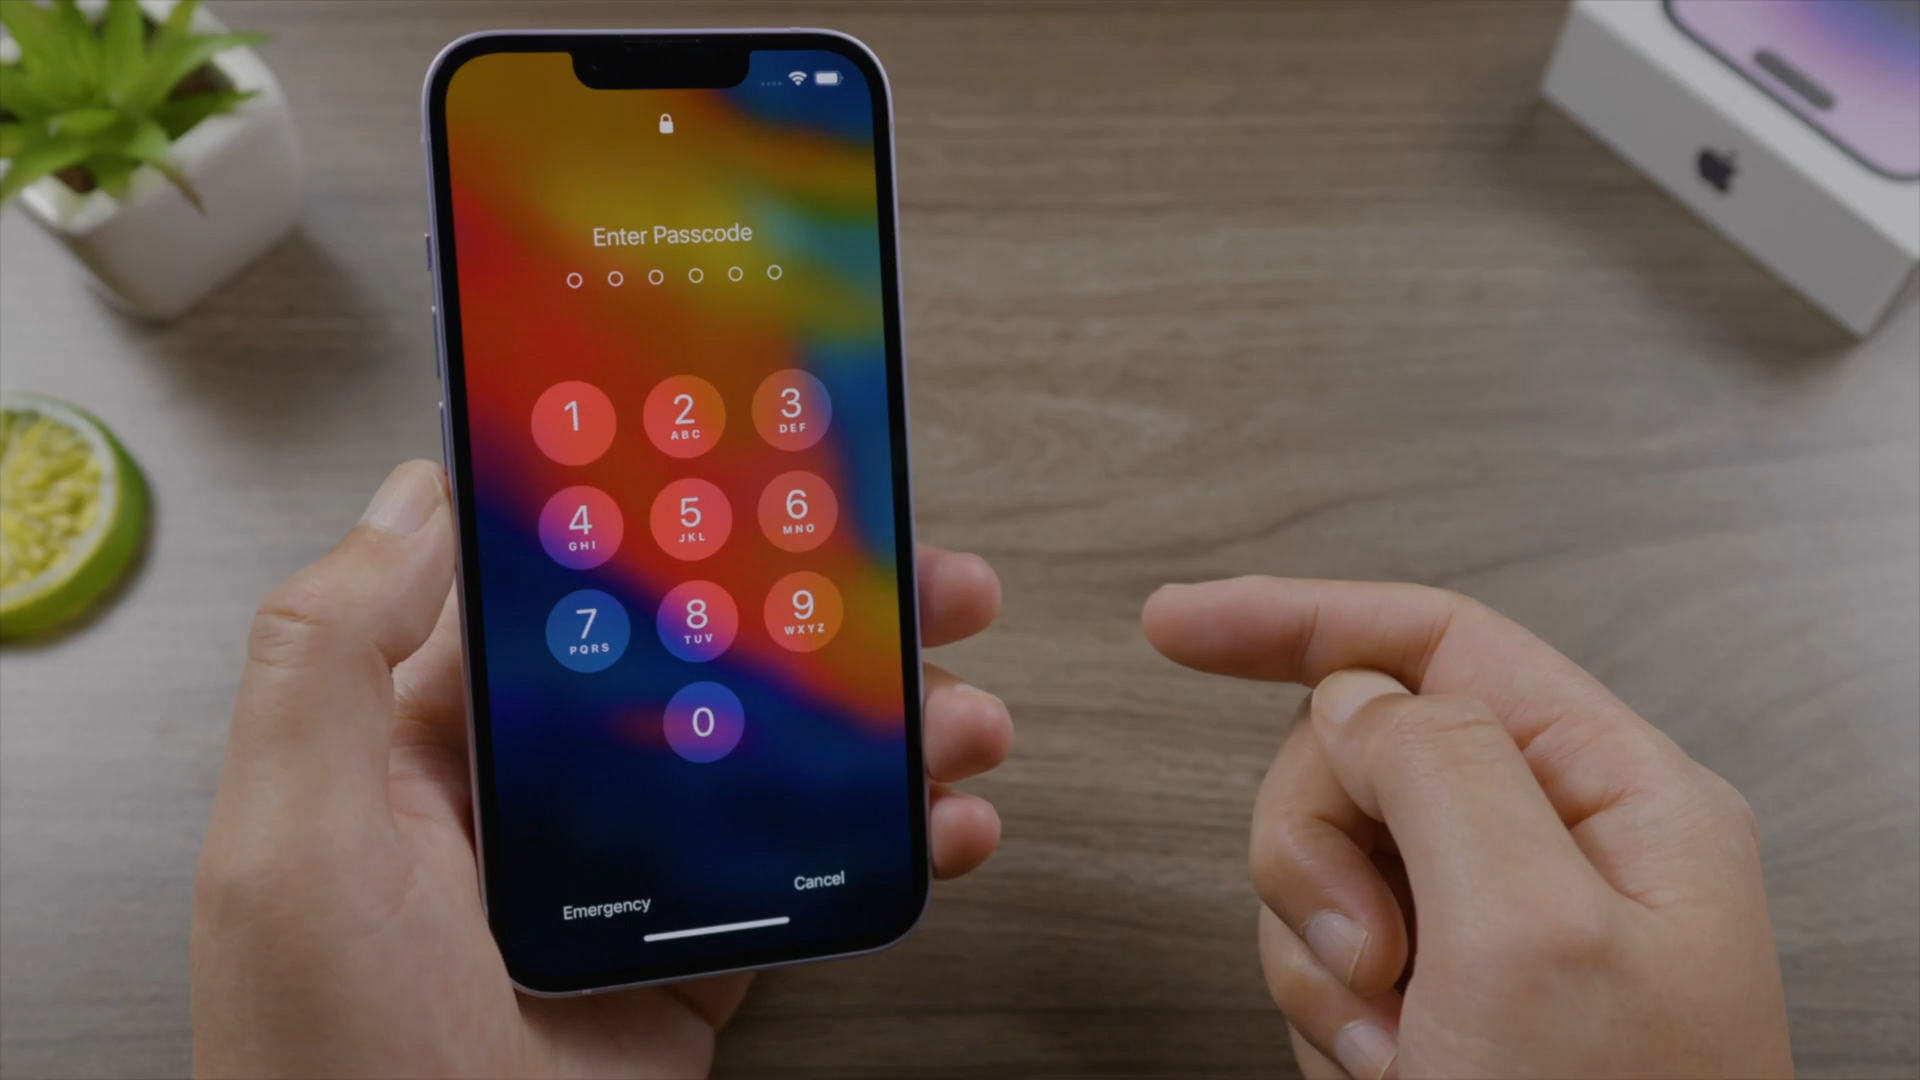 Enter Passcode
1
2
ABC
3
DEF
4
GHI
5
JKL
6
MNO
7
PQRS
8
TUV
9
WXYZ
0
Emergency
Cancel